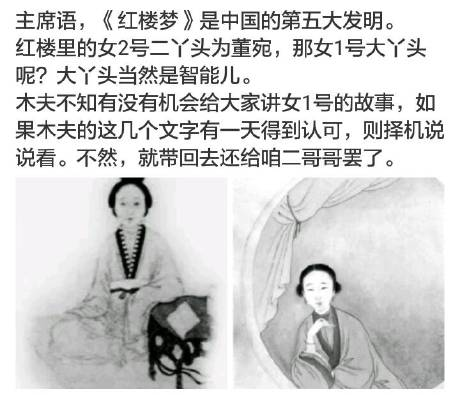 主席语，《红楼梦》是中国的第五大发明。
红楼里的女2号二丫头为董宛，那女1号大丫头
呢？大丫头当然是智能儿。
木夫不知有没有机会给大家讲女1号的故事，如
果木夫的这几个文字有一天得到认可，则择机说
说看。不然，就带回去还给咱二哥哥罢了。